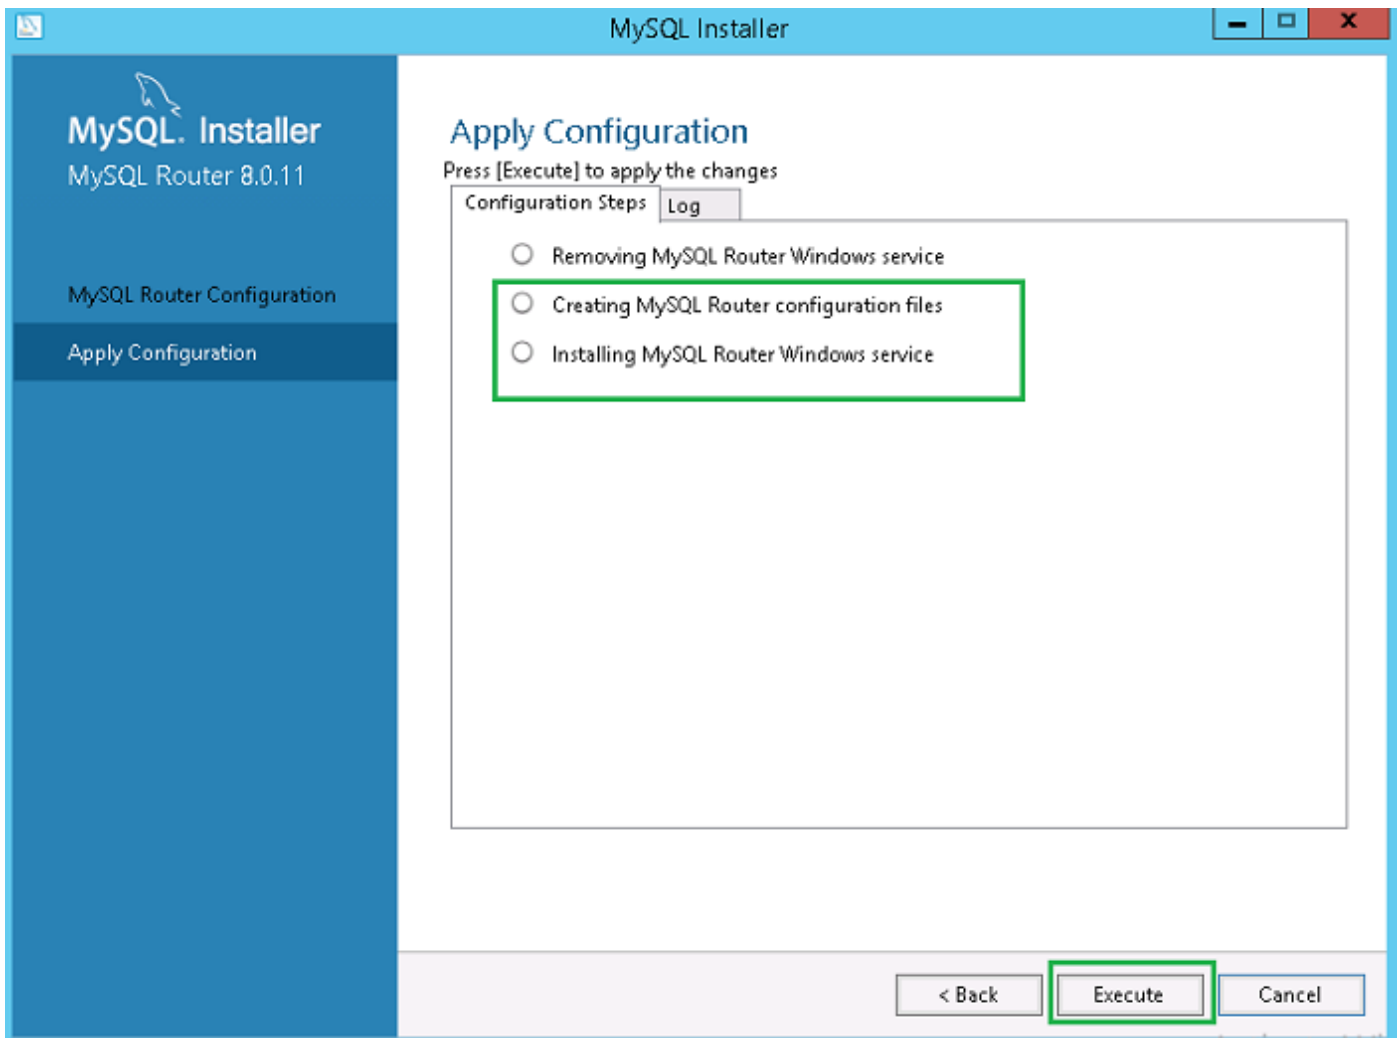 MySQL Installer
MySQL. Installer
MySQL Router 8.0.11
MySQL Router Configuration
Apply Configuration
Apply Configuration
Press [Execute] to apply the changes
Configuration Steps
Log
Removing MySQL Router Windows service
Creating MySQL Router configuration files
Installing MySQL Router Windows service
< Back
Execute
Cancel